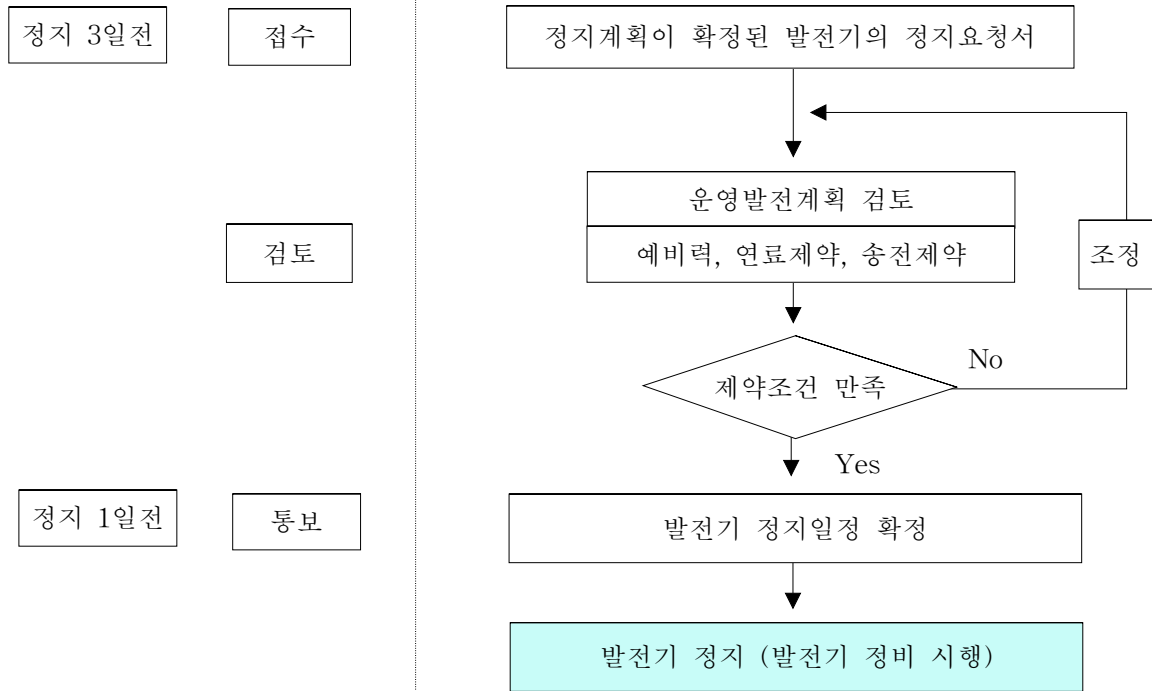 정지 3일전
접수
정지계획이 확정된 발전기의 정지요청서
운영발전계획 검토
검토
예비력, 연료제약, 송전제약
조정
제약조건 만족
No
Yes
정지 1일전
통보
발전기 정지일정 확정
발전기 정지 (발전기 정비 시행)